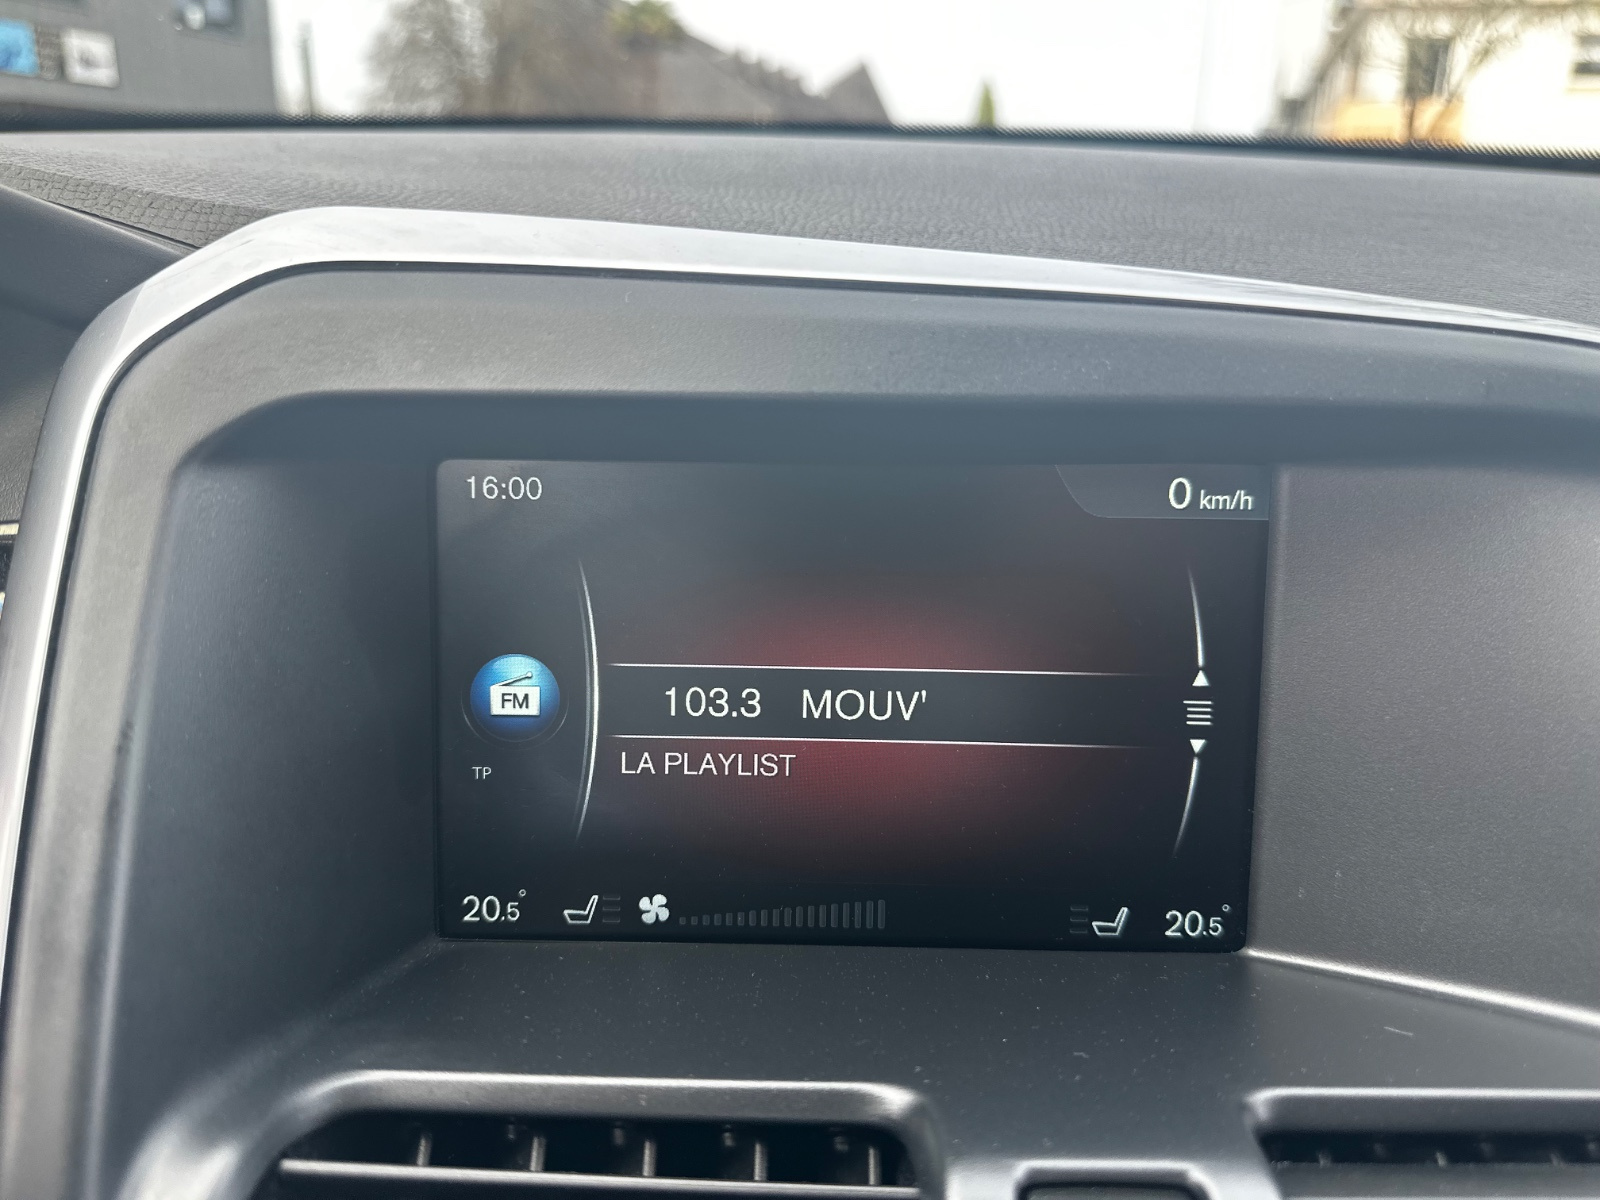 16:00
0 km/h
FM
103.3 MOUV'
TP
LA PLAYLIST
20.5°
20.5°